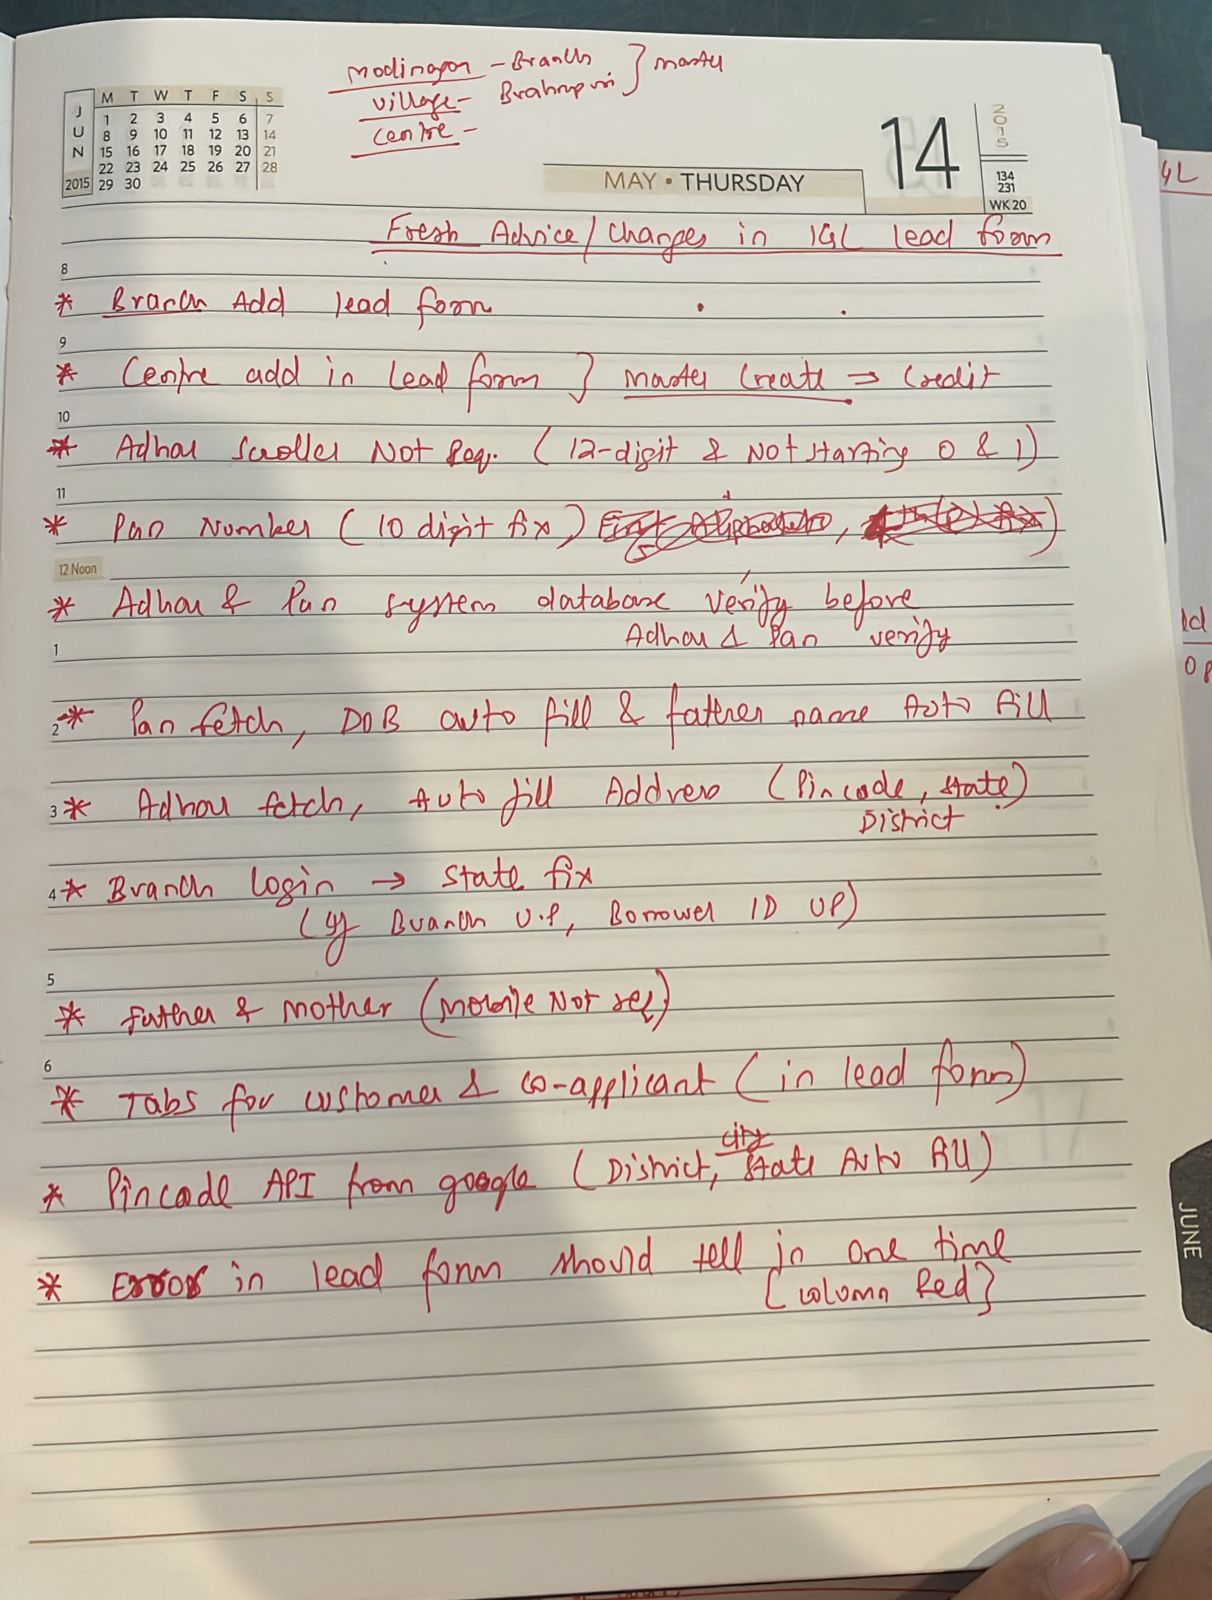 Modinagar - Branch } master
Village - Brahmpuri
Centre -
JUN 2015
M T W T F S S
1 2 3 4 5 6 7
8 9 10 11 12 13 14
15 16 17 18 19 20 21
22 23 24 25 26 27 28
29 30
MAY • THURSDAY
14
2015
134
231
WK 20
GL
Fresh Advice/Changes in IGL lead form
8
* Branch Add lead form
9
* Centre add in Lead form } Master Create → Credit
10
* Adhar Scroller Not Req. (12-digit & Not starting 0 & 1)
11
* Pan Number (10 digit fix)
12 Noon
* Adhar & Pan system database verify before
Adhar & Pan verify
1
2 * Pan fetch, DOB auto fill & father name Auto fill
3 * Adhar fetch, Auto fill Address (Pincode, state)
District
4 * Branch login → State fix
(If Branch U.P, Borrower ID UP)
5
* Father & Mother (Mobile Not req)
6
* Tabs for customer & co-applicant (in lead form)
city
* Pincade API from google (District, State Auto fill)
* Error in lead form should tell in one time
[column Red}
JUNE